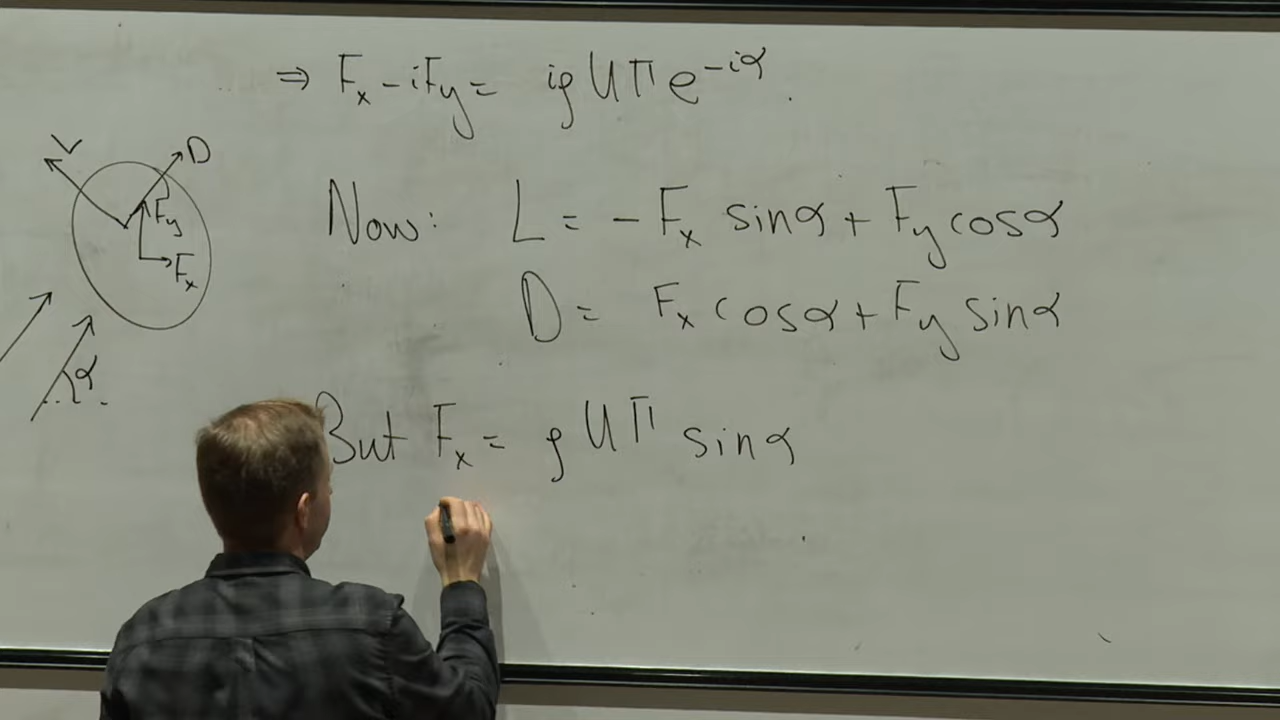 ⇒ Fx - iFy = iρUΓe^{-iα}.
L
D
Fy
Fx
α
Now: L = - Fx sinα + Fy cosα
D = Fx cosα + Fy sinα
But Fx = ρUΓ sinα